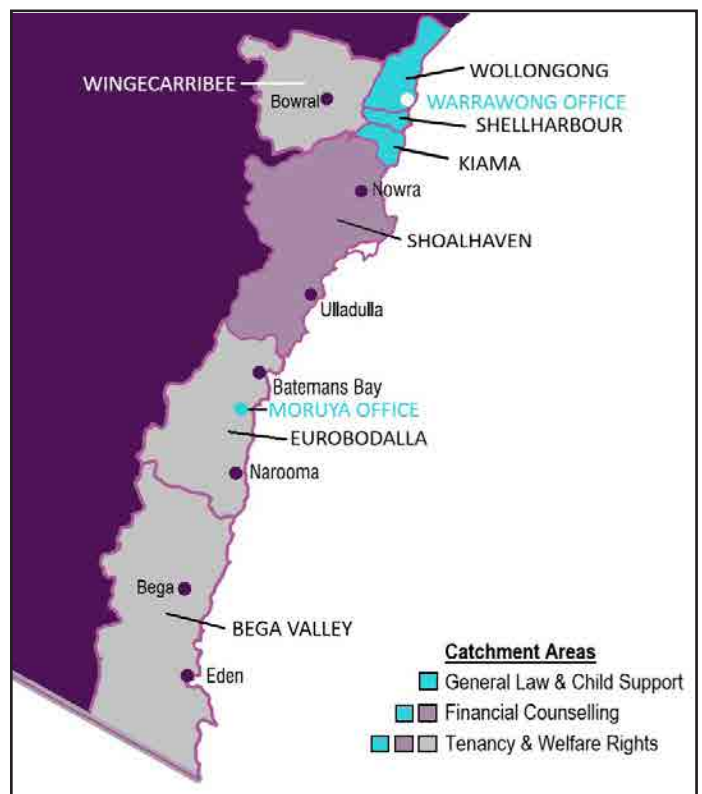 WOLLONGONG
WINGECARRIBEE
Bowral
WARRAWONG OFFICE
SHELLHARBOUR
KIAMA
Nowra
SHOALHAVEN
Ulladulla
Batemans Bay
MORUYA OFFICE
EUROBODALLA
Narooma
Bega
BEGA VALLEY
Eden
Catchment Areas
General Law & Child Support
Financial Counselling
Tenancy & Welfare Rights